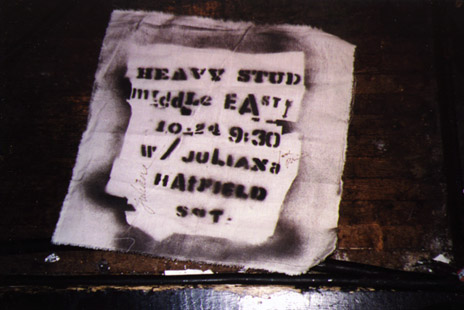 HEAVY STUD
middLe EAST
10-24 9:30
W/JuLiANa
HATFIELD
SAT.